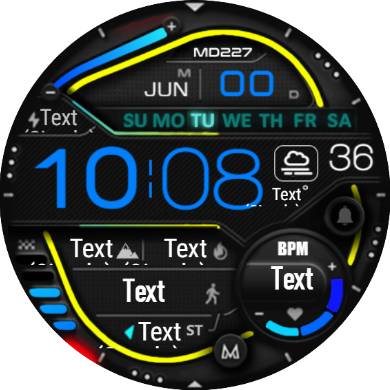 MD227
M
JUN 00 D
Text
SU MO TU WE TH FR SA
10:08 36
Text°
Text Text
BPM
Text Text
Text ST
M